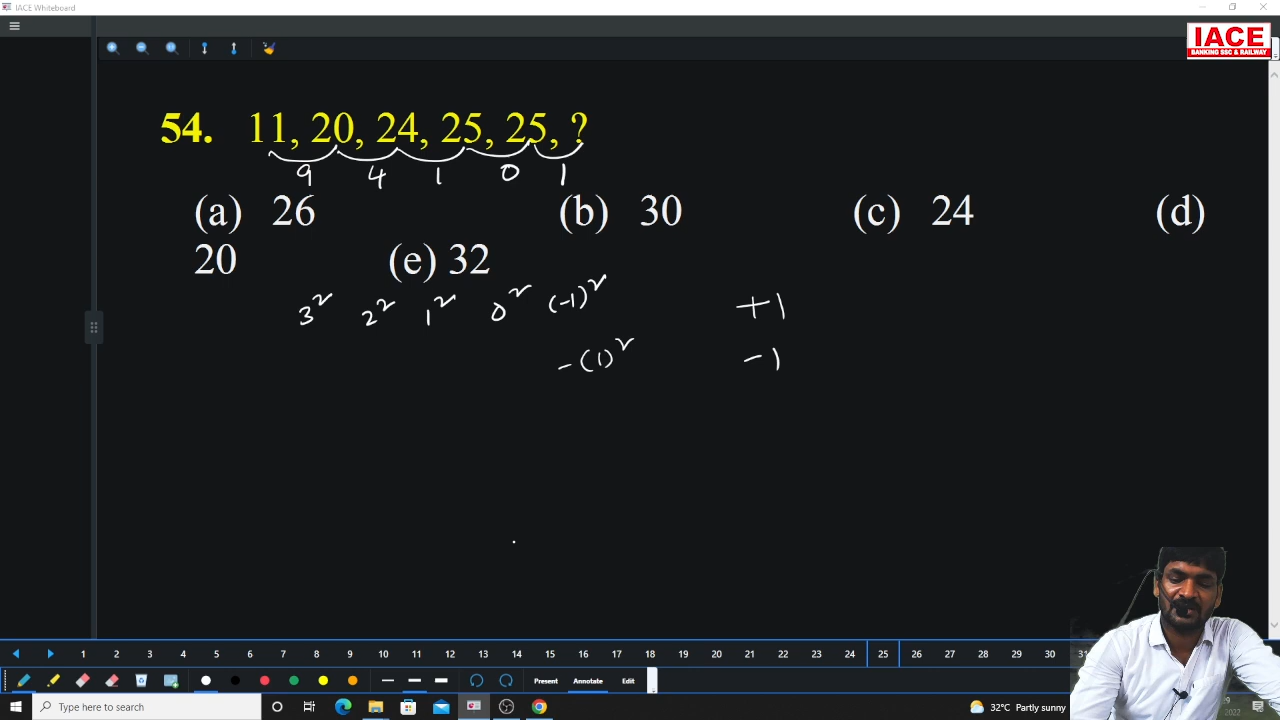 IACE Whiteboard
IACE
BANKING SSC & RAILWAY
54. 11, 20, 24, 25, 25, ?
9 4 1 0 1
(a) 26 (b) 30 (c) 24 (d)
20 (e) 32
3² 2² 1² 0² (-1)² +1
-(1)² -1
1 2 3 4 5 6 7 8 9 10 11 12 13 14 15 16 17 18 19 20 21 22 23 24 25 26 27 28 29 30 31
Present Annotate Edit
Type here to search
32°C Partly sunny
2022